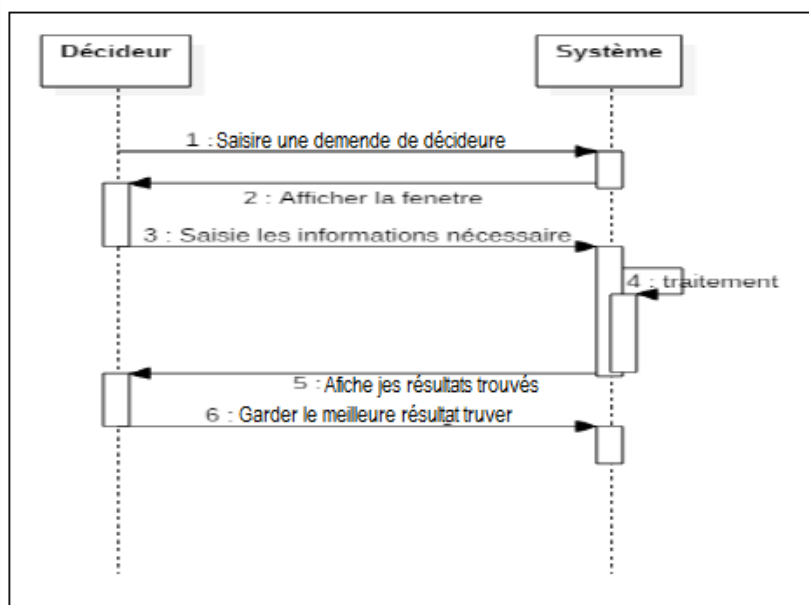 Décideur
Système
1 : Saisire une demende de décideure
2 : Afficher la fenetre
3 : Saisie les informations nécessaire
4 : traitement
5 : Afiche jes résultats trouvés
6 : Garder le meilleure résultat truver